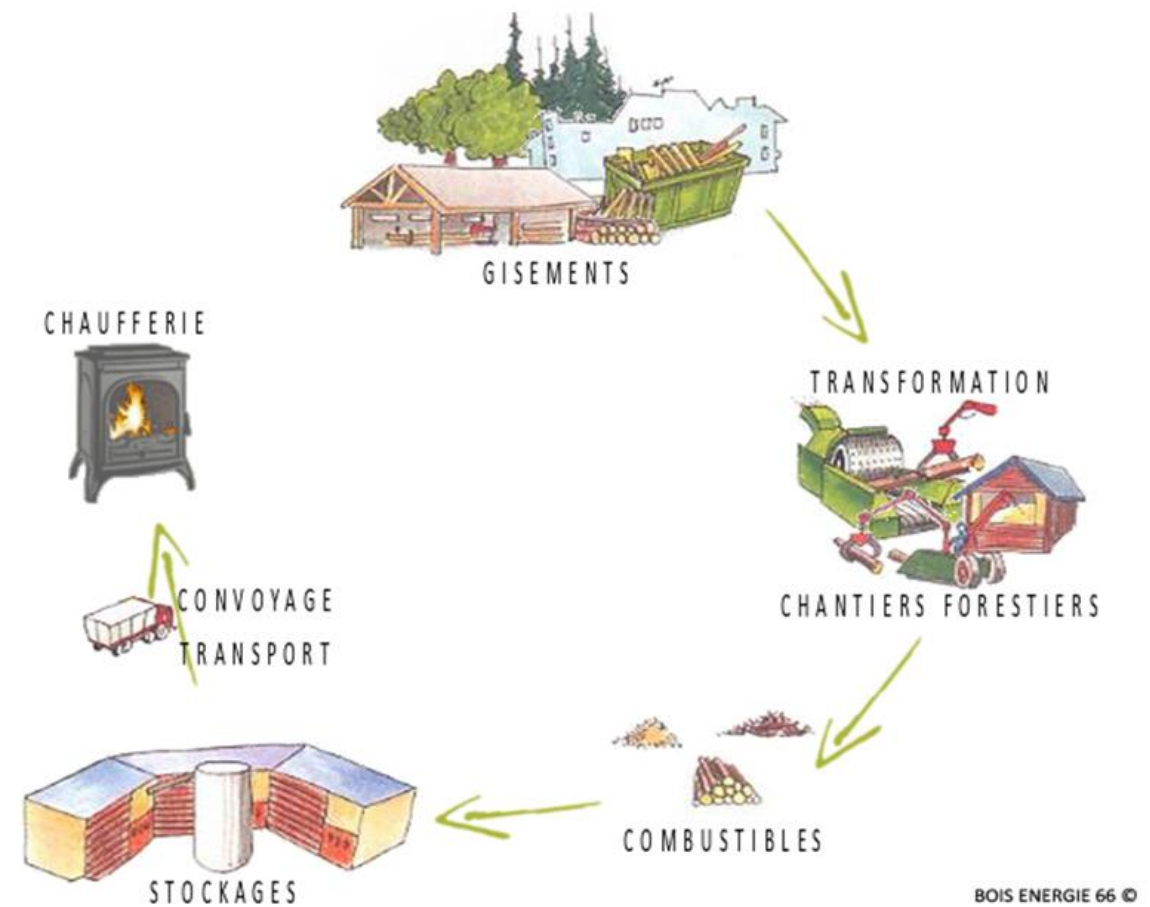 GISEMENTS
CHAUFFERIE
TRANSFORMATION
CHANTIERS FORESTIERS
CONVOYAGE
TRANSPORT
COMBUSTIBLES
STOCKAGES
BOIS ENERGIE 66 ©